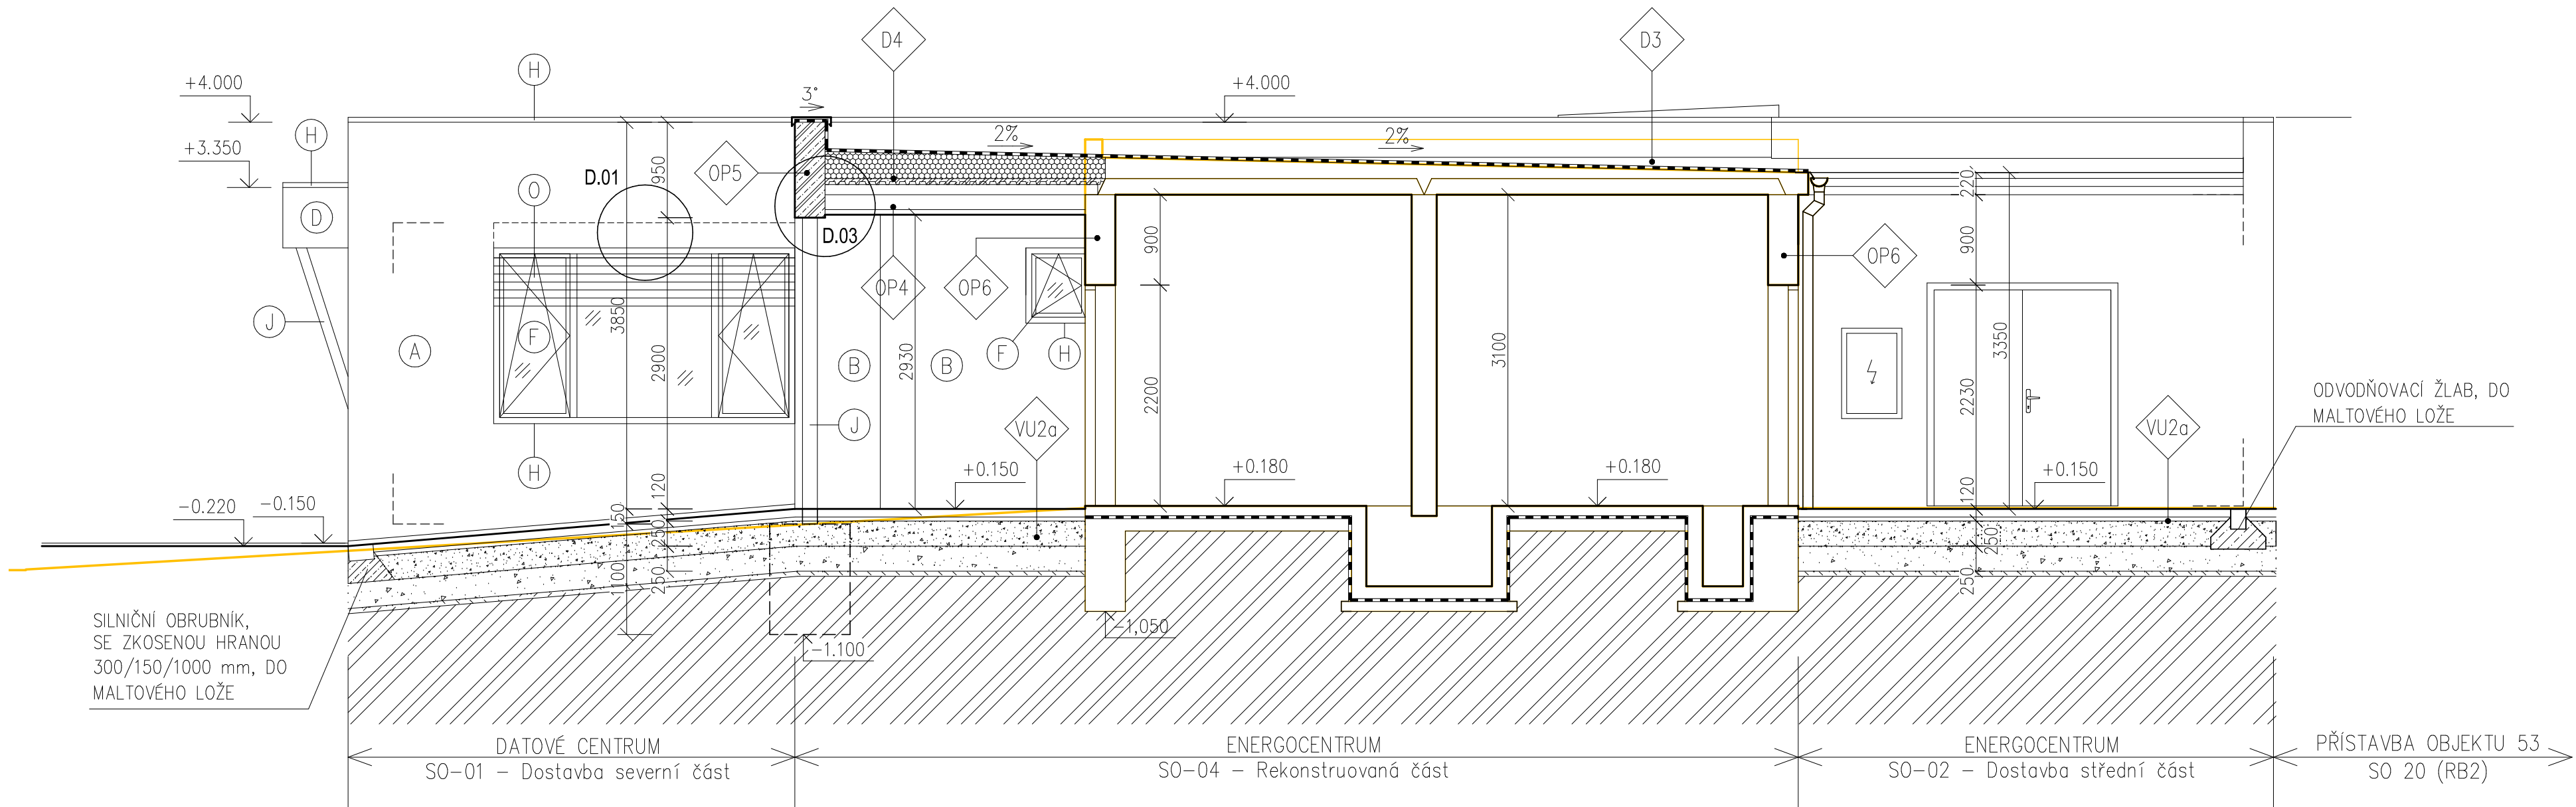 D4
D3
H
+4.000
3°
+4.000
H
+3.350
2%
2%
950
OP5
D.01
O
D
220
D.03
900
900
OP6
OP4
OP6
J
3850
F
A
2900
B
2930
B
F
H
2200
3100
2230
3350
ODVODŇOVACÍ ŽLAB, DO
MALTOVÉHO LOŽE
J
VU2a
VU2a
H
+0.150
+0.180
+0.180
+0.150
-0.220
-0.150
120
150
250
250
1100
120
250
250
-1,050
-1.100
SILNIČNÍ OBRUBNÍK,
SE ZKOSENOU HRANOU
300/150/1000 mm, DO
MALTOVÉHO LOŽE
DATOVÉ CENTRUM
SO-01 - Dostavba severní část
ENERGOCENTRUM
SO-04 - Rekonstruovaná část
ENERGOCENTRUM
SO-02 - Dostavba střední část
PŘÍSTAVBA OBJEKTU 53
SO 20 (RB2)